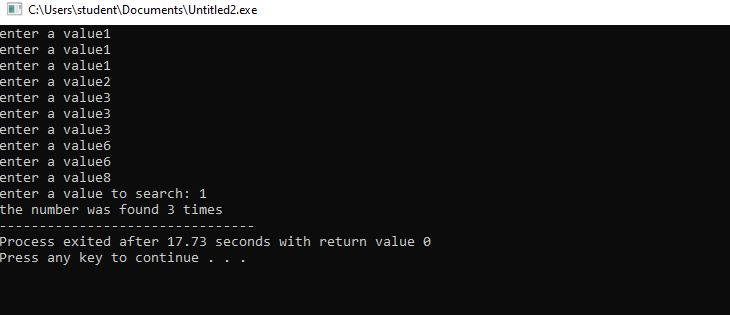 C:\Users\student\Documents\Untitled2.exe
enter a value1
enter a value1
enter a value1
enter a value2
enter a value3
enter a value3
enter a value3
enter a value6
enter a value6
enter a value8
enter a value to search: 1
the number was found 3 times
--------------------------------
Process exited after 17.73 seconds with return value 0
Press any key to continue . . .